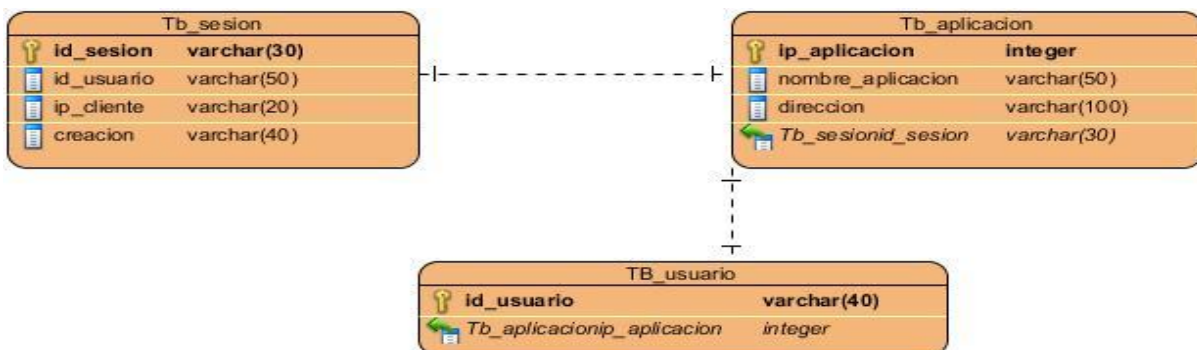 Tb_sesion
id_sesion varchar(30)
id_usuario varchar(50)
ip_cliente varchar(20)
creacion varchar(40)
Tb_aplicacion
ip_aplicacion integer
nombre_aplicacion varchar(50)
direccion varchar(100)
Tb_sesionid_sesion varchar(30)
TB_usuario
id_usuario varchar(40)
Tb_aplicacionip_aplicacion integer